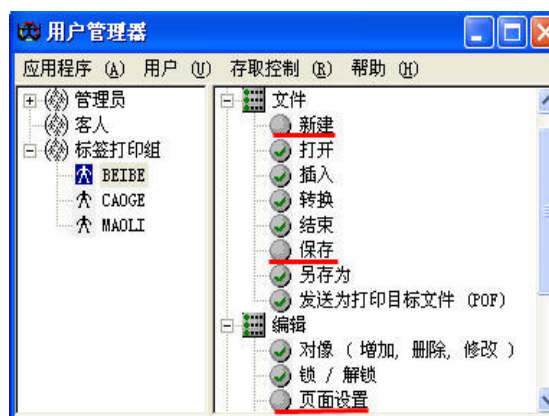 用户管理器
应用程序 (A) 用户 (U) 存取控制 (R) 帮助 (H)
管理员
客人
标签打印组
BEIBE
CAOGE
MAOLI
文件
新建
打开
插入
转换
结束
保存
另存为
发送为打印目标文件 (POF)
编辑
对像 ( 增加, 删除, 修改 )
锁 / 解锁
页面设置